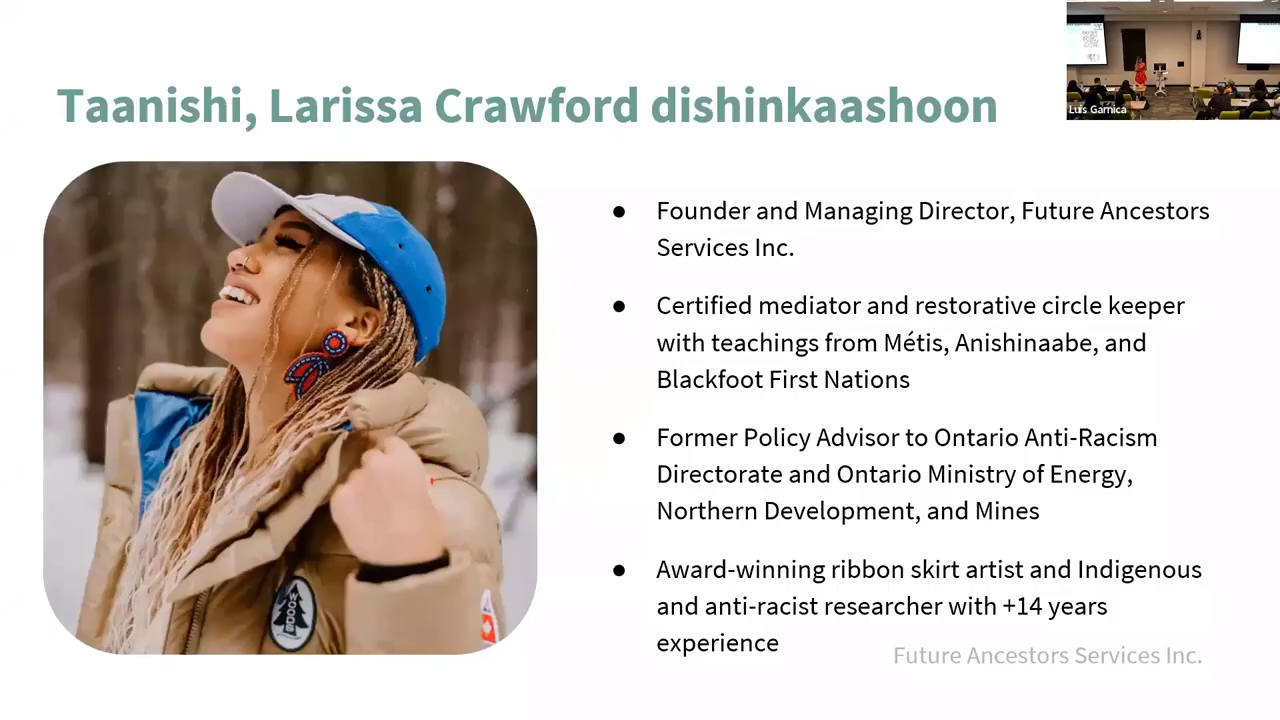 Taanishi, Larissa Crawford dishinkaashoon
Luis Garnica
● Founder and Managing Director, Future Ancestors
Services Inc.
● Certified mediator and restorative circle keeper
with teachings from Métis, Anishinaabe, and
Blackfoot First Nations
● Former Policy Advisor to Ontario Anti-Racism
Directorate and Ontario Ministry of Energy,
Northern Development, and Mines
● Award-winning ribbon skirt artist and Indigenous
and anti-racist researcher with +14 years
experience
Future Ancestors Services Inc.
WOODS